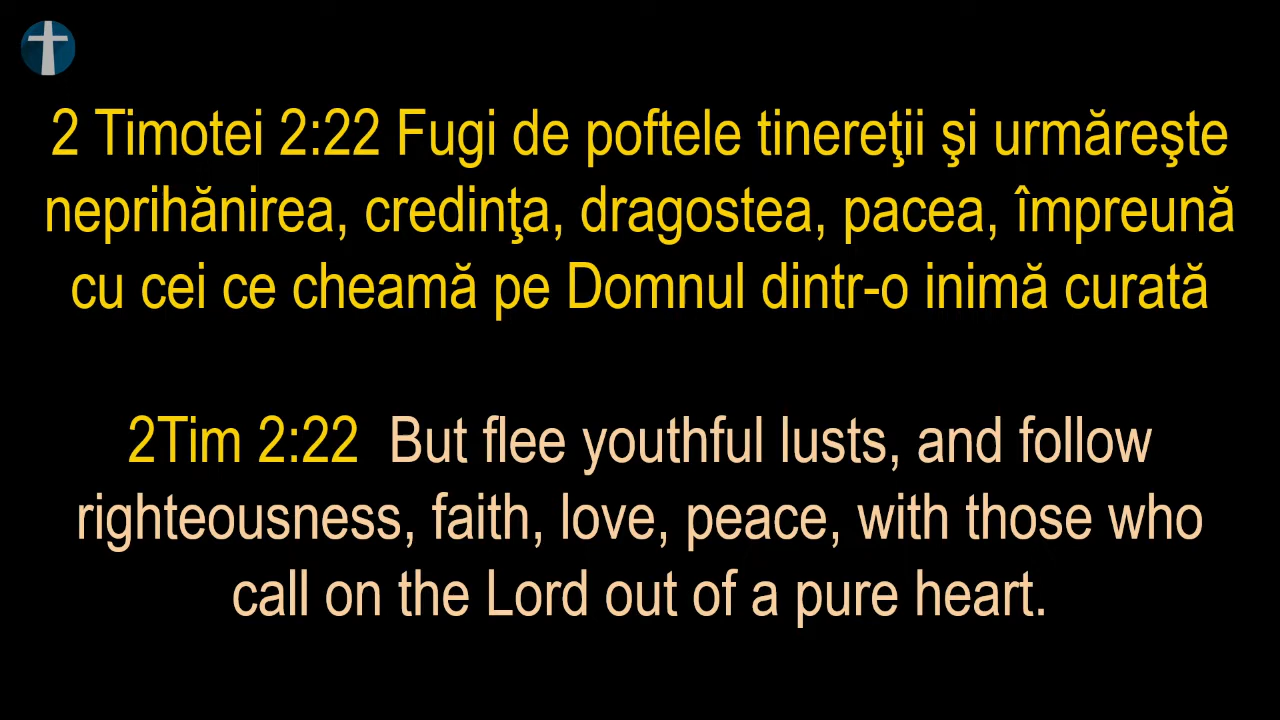 2 Timotei 2:22 Fugi de poftele tinereţii şi urmăreşte
neprihănirea, credinţa, dragostea, pacea, împreună
cu cei ce cheamă pe Domnul dintr-o inimă curată
2Tim 2:22  But flee youthful lusts, and follow
righteousness, faith, love, peace, with those who
call on the Lord out of a pure heart.